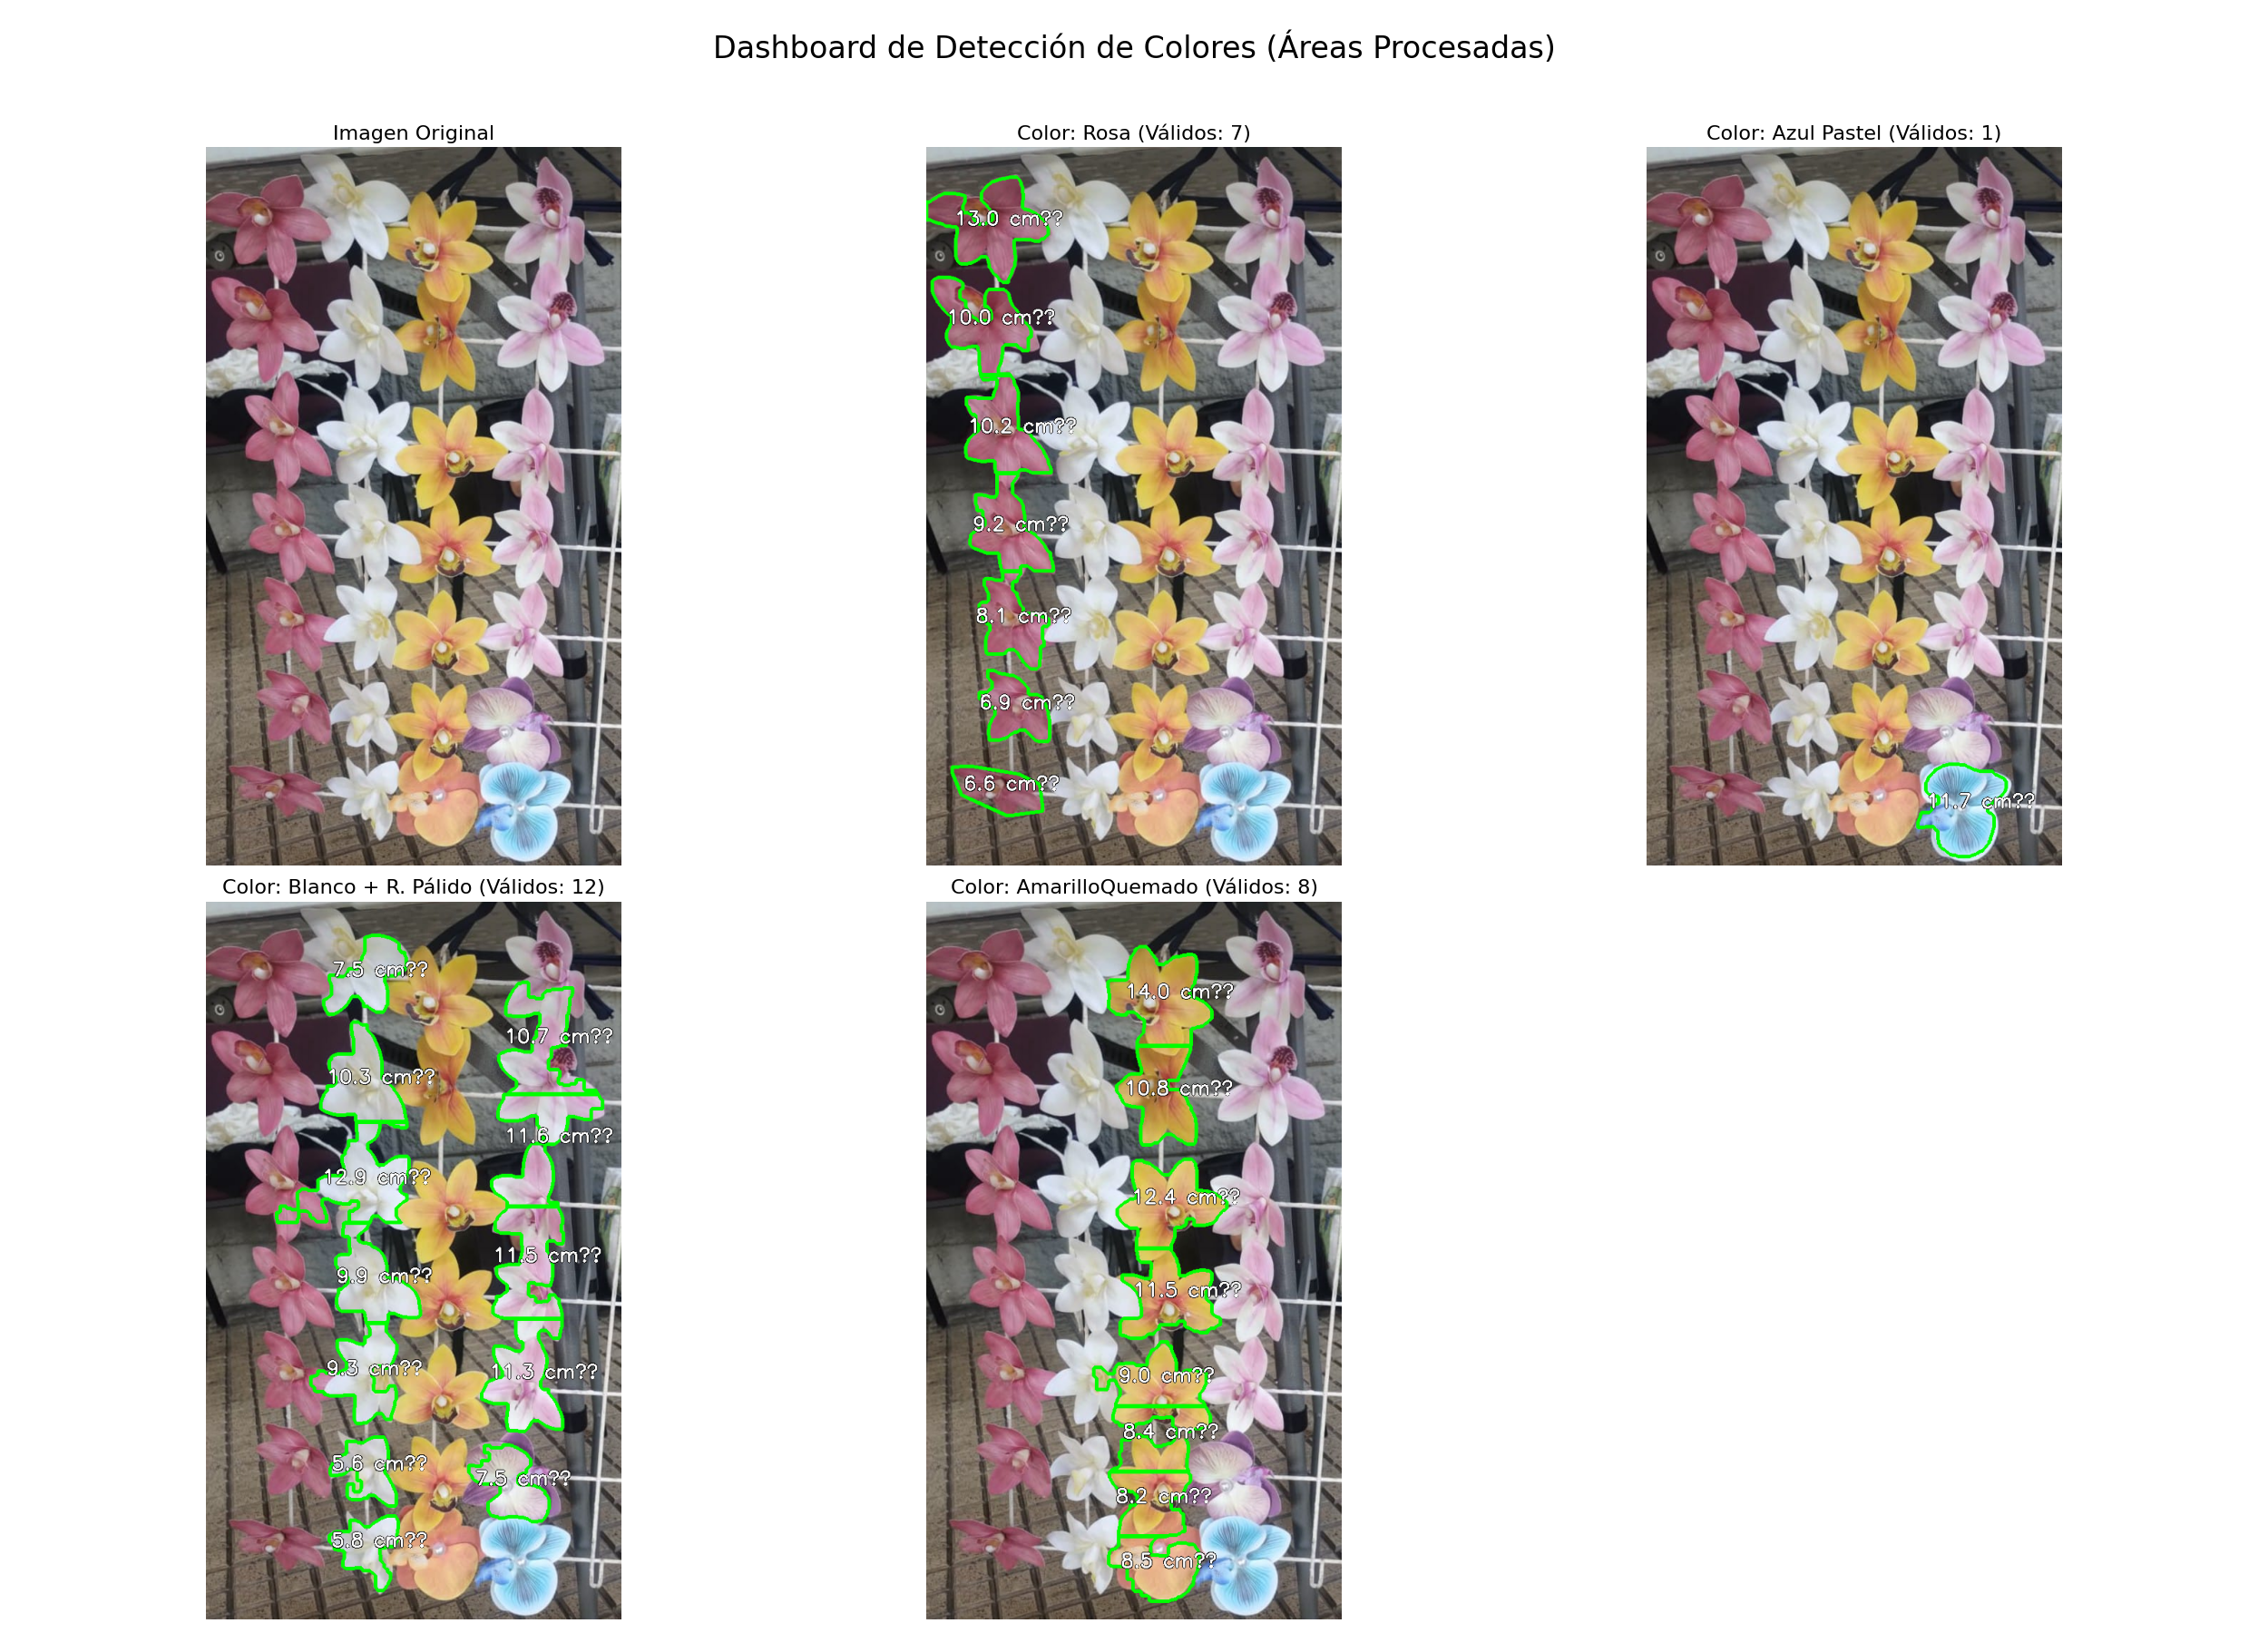 Dashboard de Detección de Colores (Áreas Procesadas)
Imagen Original
Color: Rosa (Válidos: 7)
13.0 cm??
10.0 cm??
10.2 cm??
9.2 cm??
8.1 cm??
6.9 cm??
6.6 cm??
Color: Azul Pastel (Válidos: 1)
11.7 cm??
Color: Blanco + R. Pálido (Válidos: 12)
7.5 cm??
10.7 cm??
10.3 cm??
11.6 cm??
12.9 cm??
11.5 cm??
9.9 cm??
9.3 cm??
11.3 cm??
5.6 cm??
7.5 cm??
5.8 cm??
Color: AmarilloQuemado (Válidos: 8)
14.0 cm??
10.8 cm??
12.4 cm??
11.5 cm??
9.0 cm??
8.4 cm??
8.2 cm??
8.5 cm??